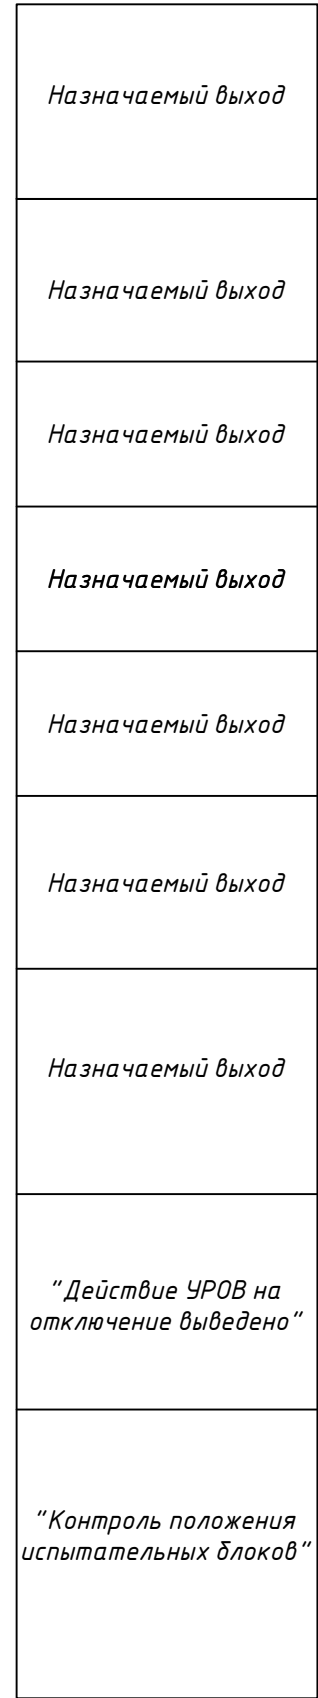 Назначаемый выход
Назначаемый выход
Назначаемый выход
Назначаемый выход
Назначаемый выход
Назначаемый выход
Назначаемый выход
"Действие УРОВ на
отключение выведено"
"Контроль положения
испытательных блоков"